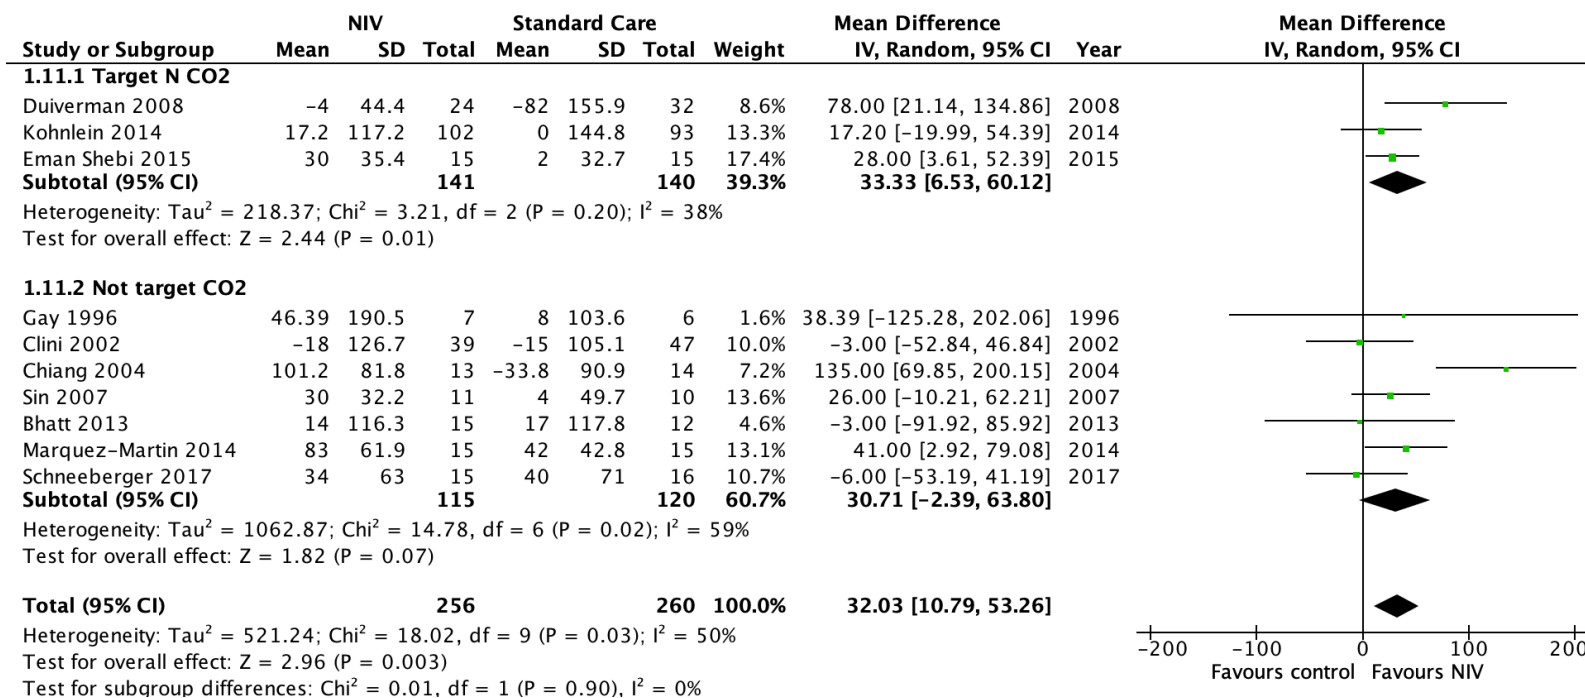 NIV Standard Care Mean Difference Mean Difference
Study or Subgroup Mean SD Total Mean SD Total Weight IV, Random, 95% CI Year IV, Random, 95% CI
1.11.1 Target N CO2
Duiverman 2008 −4 44.4 24 −82 155.9 32 8.6% 78.00 [21.14, 134.86] 2008
Kohnlein 2014 17.2 117.2 102 0 144.8 93 13.3% 17.20 [−19.99, 54.39] 2014
Eman Shebi 2015 30 35.4 15 2 32.7 15 17.4% 28.00 [3.61, 52.39] 2015
Subtotal (95% CI) 141 140 39.3% 33.33 [6.53, 60.12]
Heterogeneity: Tau² = 218.37; Chi² = 3.21, df = 2 (P = 0.20); I² = 38%
Test for overall effect: Z = 2.44 (P = 0.01)
1.11.2 Not target CO2
Gay 1996 46.39 190.5 7 8 103.6 6 1.6% 38.39 [−125.28, 202.06] 1996
Clini 2002 −18 126.7 39 −15 105.1 47 10.0% −3.00 [−52.84, 46.84] 2002
Chiang 2004 101.2 81.8 13 −33.8 90.9 14 7.2% 135.00 [69.85, 200.15] 2004
Sin 2007 30 32.2 11 4 49.7 10 13.6% 26.00 [−10.21, 62.21] 2007
Bhatt 2013 14 116.3 15 17 117.8 12 4.6% −3.00 [−91.92, 85.92] 2013
Marquez−Martin 2014 83 61.9 15 42 42.8 15 13.1% 41.00 [2.92, 79.08] 2014
Schneeberger 2017 34 63 15 40 71 16 10.7% −6.00 [−53.19, 41.19] 2017
Subtotal (95% CI) 115 120 60.7% 30.71 [−2.39, 63.80]
Heterogeneity: Tau² = 1062.87; Chi² = 14.78, df = 6 (P = 0.02); I² = 59%
Test for overall effect: Z = 1.82 (P = 0.07)
Total (95% CI) 256 260 100.0% 32.03 [10.79, 53.26]
Heterogeneity: Tau² = 521.24; Chi² = 18.02, df = 9 (P = 0.03); I² = 50%
Test for overall effect: Z = 2.96 (P = 0.003)
Test for subgroup differences: Chi² = 0.01, df = 1 (P = 0.90), I² = 0%
−200 −100 0 100 200
Favours control Favours NIV